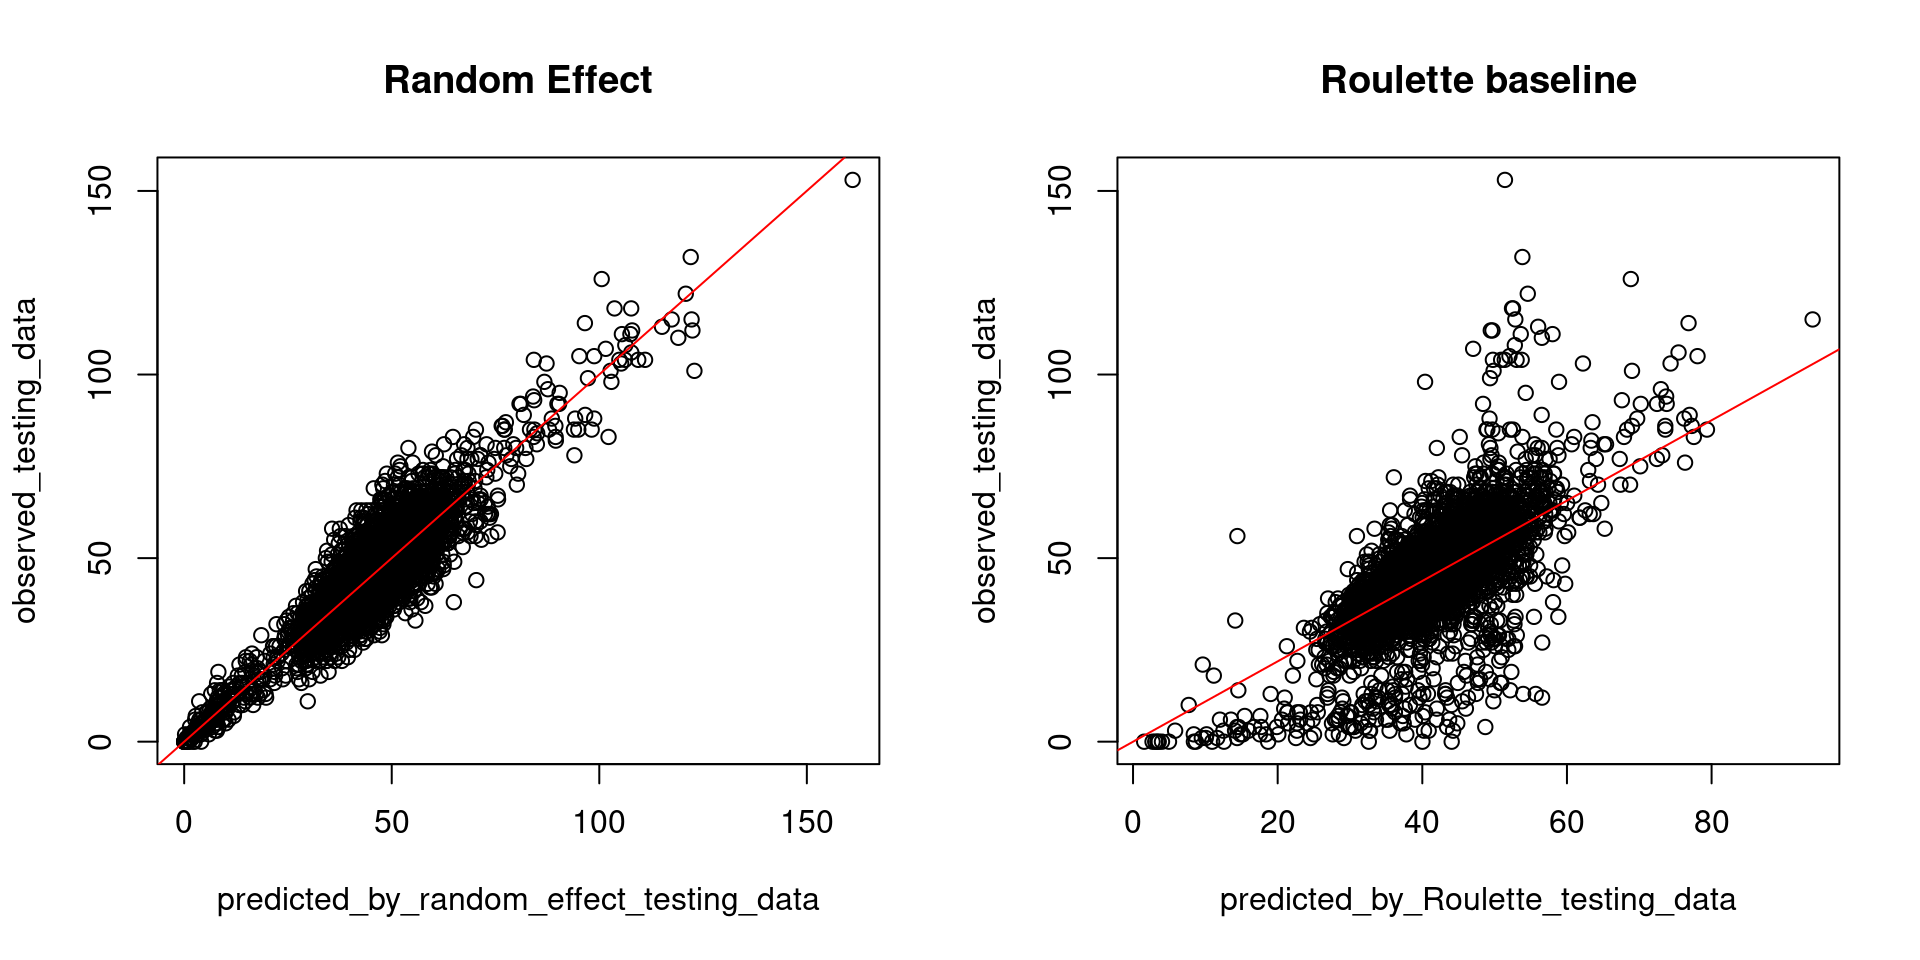 Random Effect
observed_testing_data
150
100
50
0
0 50 100 150
predicted_by_random_effect_testing_data
Roulette baseline
observed_testing_data
150
100
50
0
0 20 40 60 80
predicted_by_Roulette_testing_data